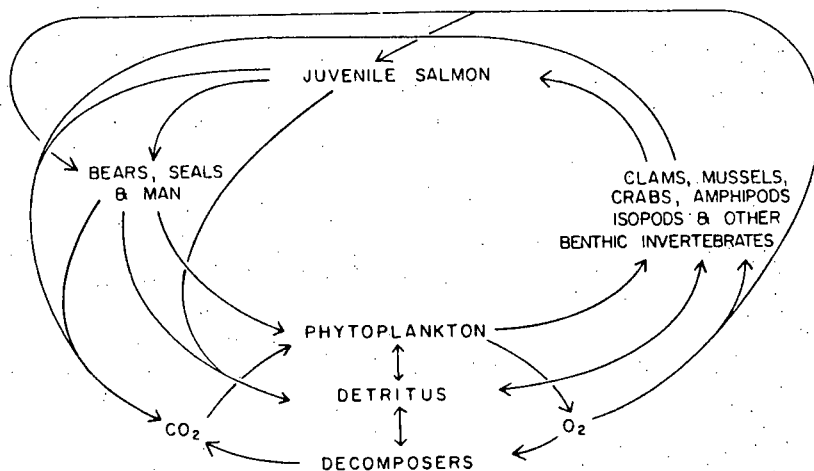 JUVENILE SALMON
BEARS, SEALS
& MAN
CLAMS, MUSSELS,
CRABS, AMPHIPODS
ISOPODS & OTHER
BENTHIC INVERTEBRATES
PHYTOPLANKTON
DETRITUS
CO₂
O₂
DECOMPOSERS